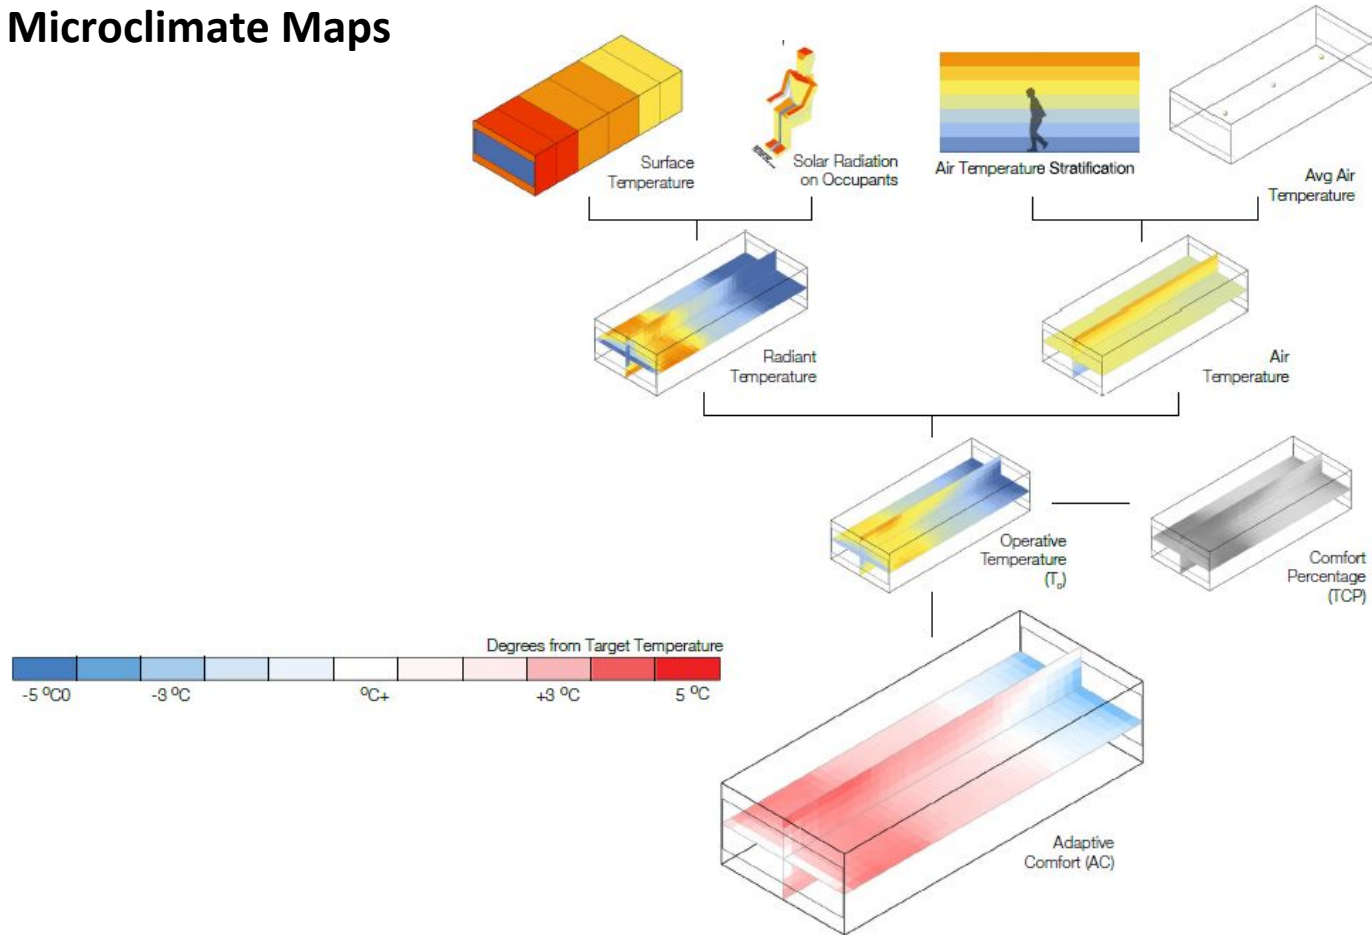 Microclimate Maps
Surface
Temperature
Solar Radiation
on Occupants
Air Temperature Stratification
Avg Air
Temperature
Radiant
Temperature
Air
Temperature
Operative
Temperature
(To)
Comfort
Percentage
(TCP)
Degrees from Target Temperature
-5 ºC0
-3 ºC
ºC+
+3 ºC
5 ºC
Adaptive
Comfort (AC)